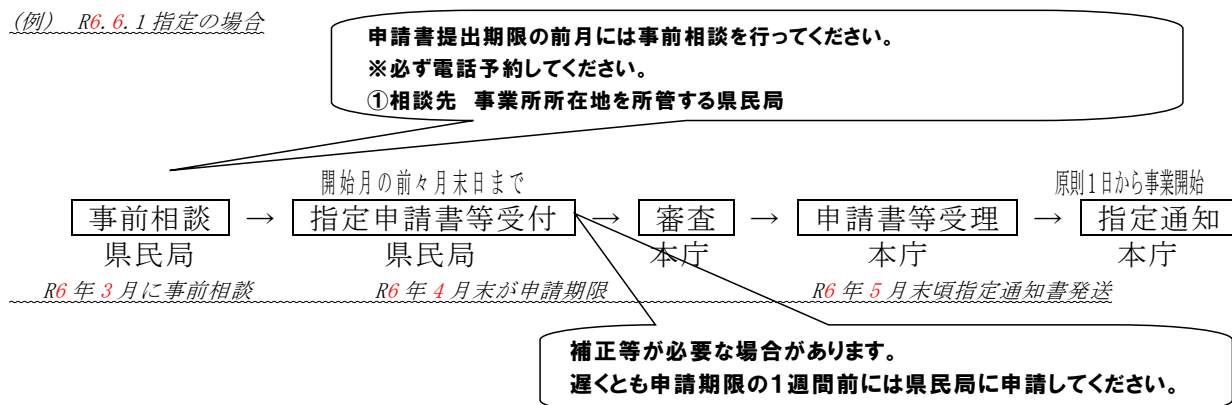 (例) R6.6.1指定の場合
申請書提出期限の前月には事前相談を行ってください。
※必ず電話予約してください。
①相談先 事業所所在地を所管する県民局
開始月の前々月末日まで
原則1日から事業開始
事前相談 → 指定申請書等受付 → 審査 → 申請書等受理 → 指定通知
県民局 県民局 本庁 本庁 本庁
R6年3月に事前相談 R6年4月末が申請期限 R6年5月末頃指定通知書発送
補正等が必要な場合があります。
遅くとも申請期限の1週間前には県民局に申請してください。